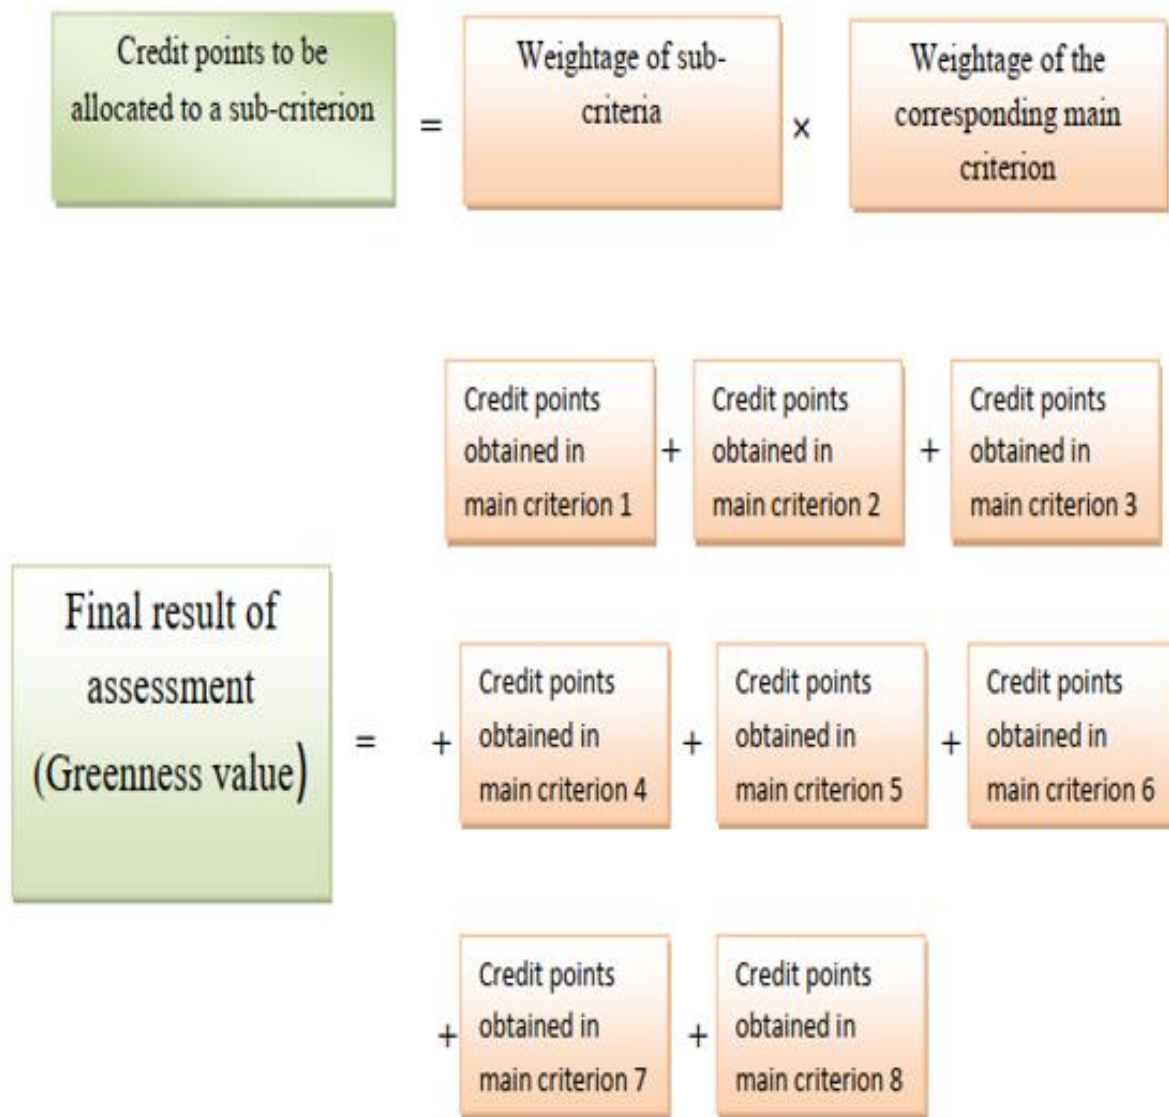 Credit points to be
allocated to a sub-criterion
=
Weightage of sub-
criteria
×
Weightage of the
corresponding main
criterion
Final result of
assessment
(Greenness value)
=
Credit points
obtained in
main criterion 1
+
Credit points
obtained in
main criterion 2
+
Credit points
obtained in
main criterion 3
+
Credit points
obtained in
main criterion 4
+
Credit points
obtained in
main criterion 5
+
Credit points
obtained in
main criterion 6
+
Credit points
obtained in
main criterion 7
+
Credit points
obtained in
main criterion 8